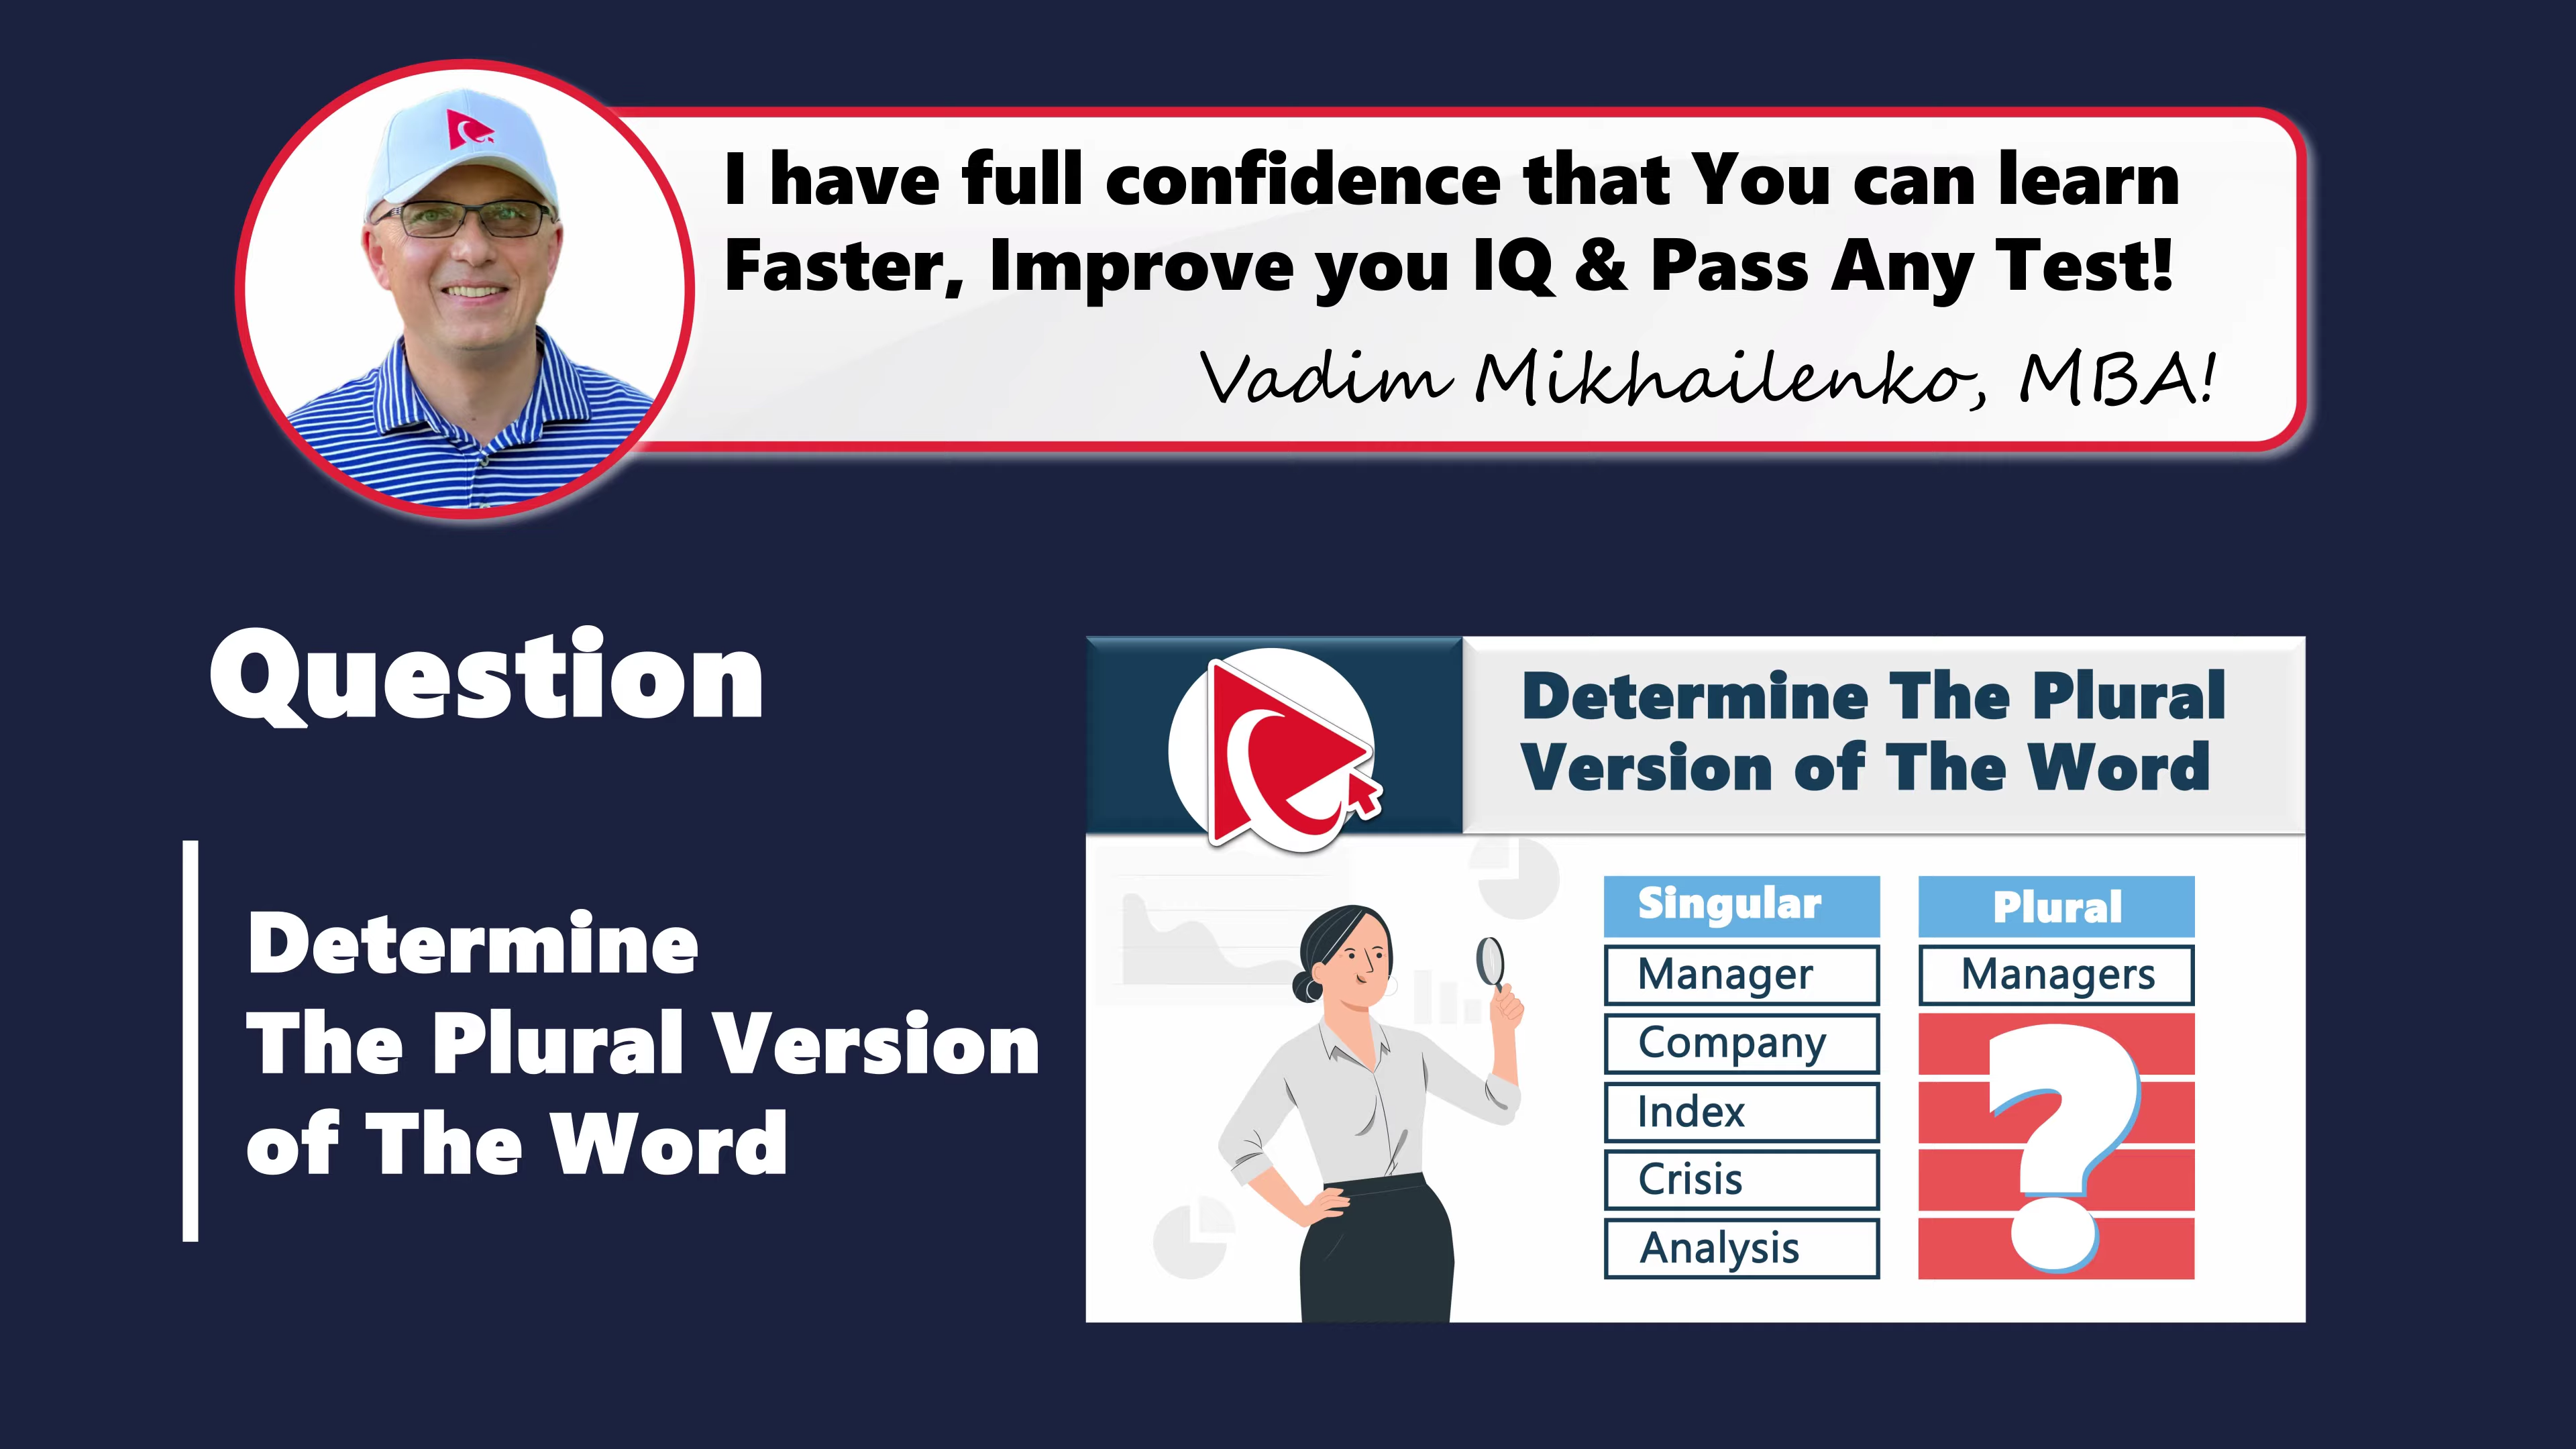 I have full confidence that You can learn
Faster, Improve you IQ & Pass Any Test!
Vadim Mikhailenko, MBA!
Question
Determine
The Plural Version
of The Word
Determine The Plural
Version of The Word
Singular Plural
Manager Managers
Company
Index
Crisis
Analysis
?